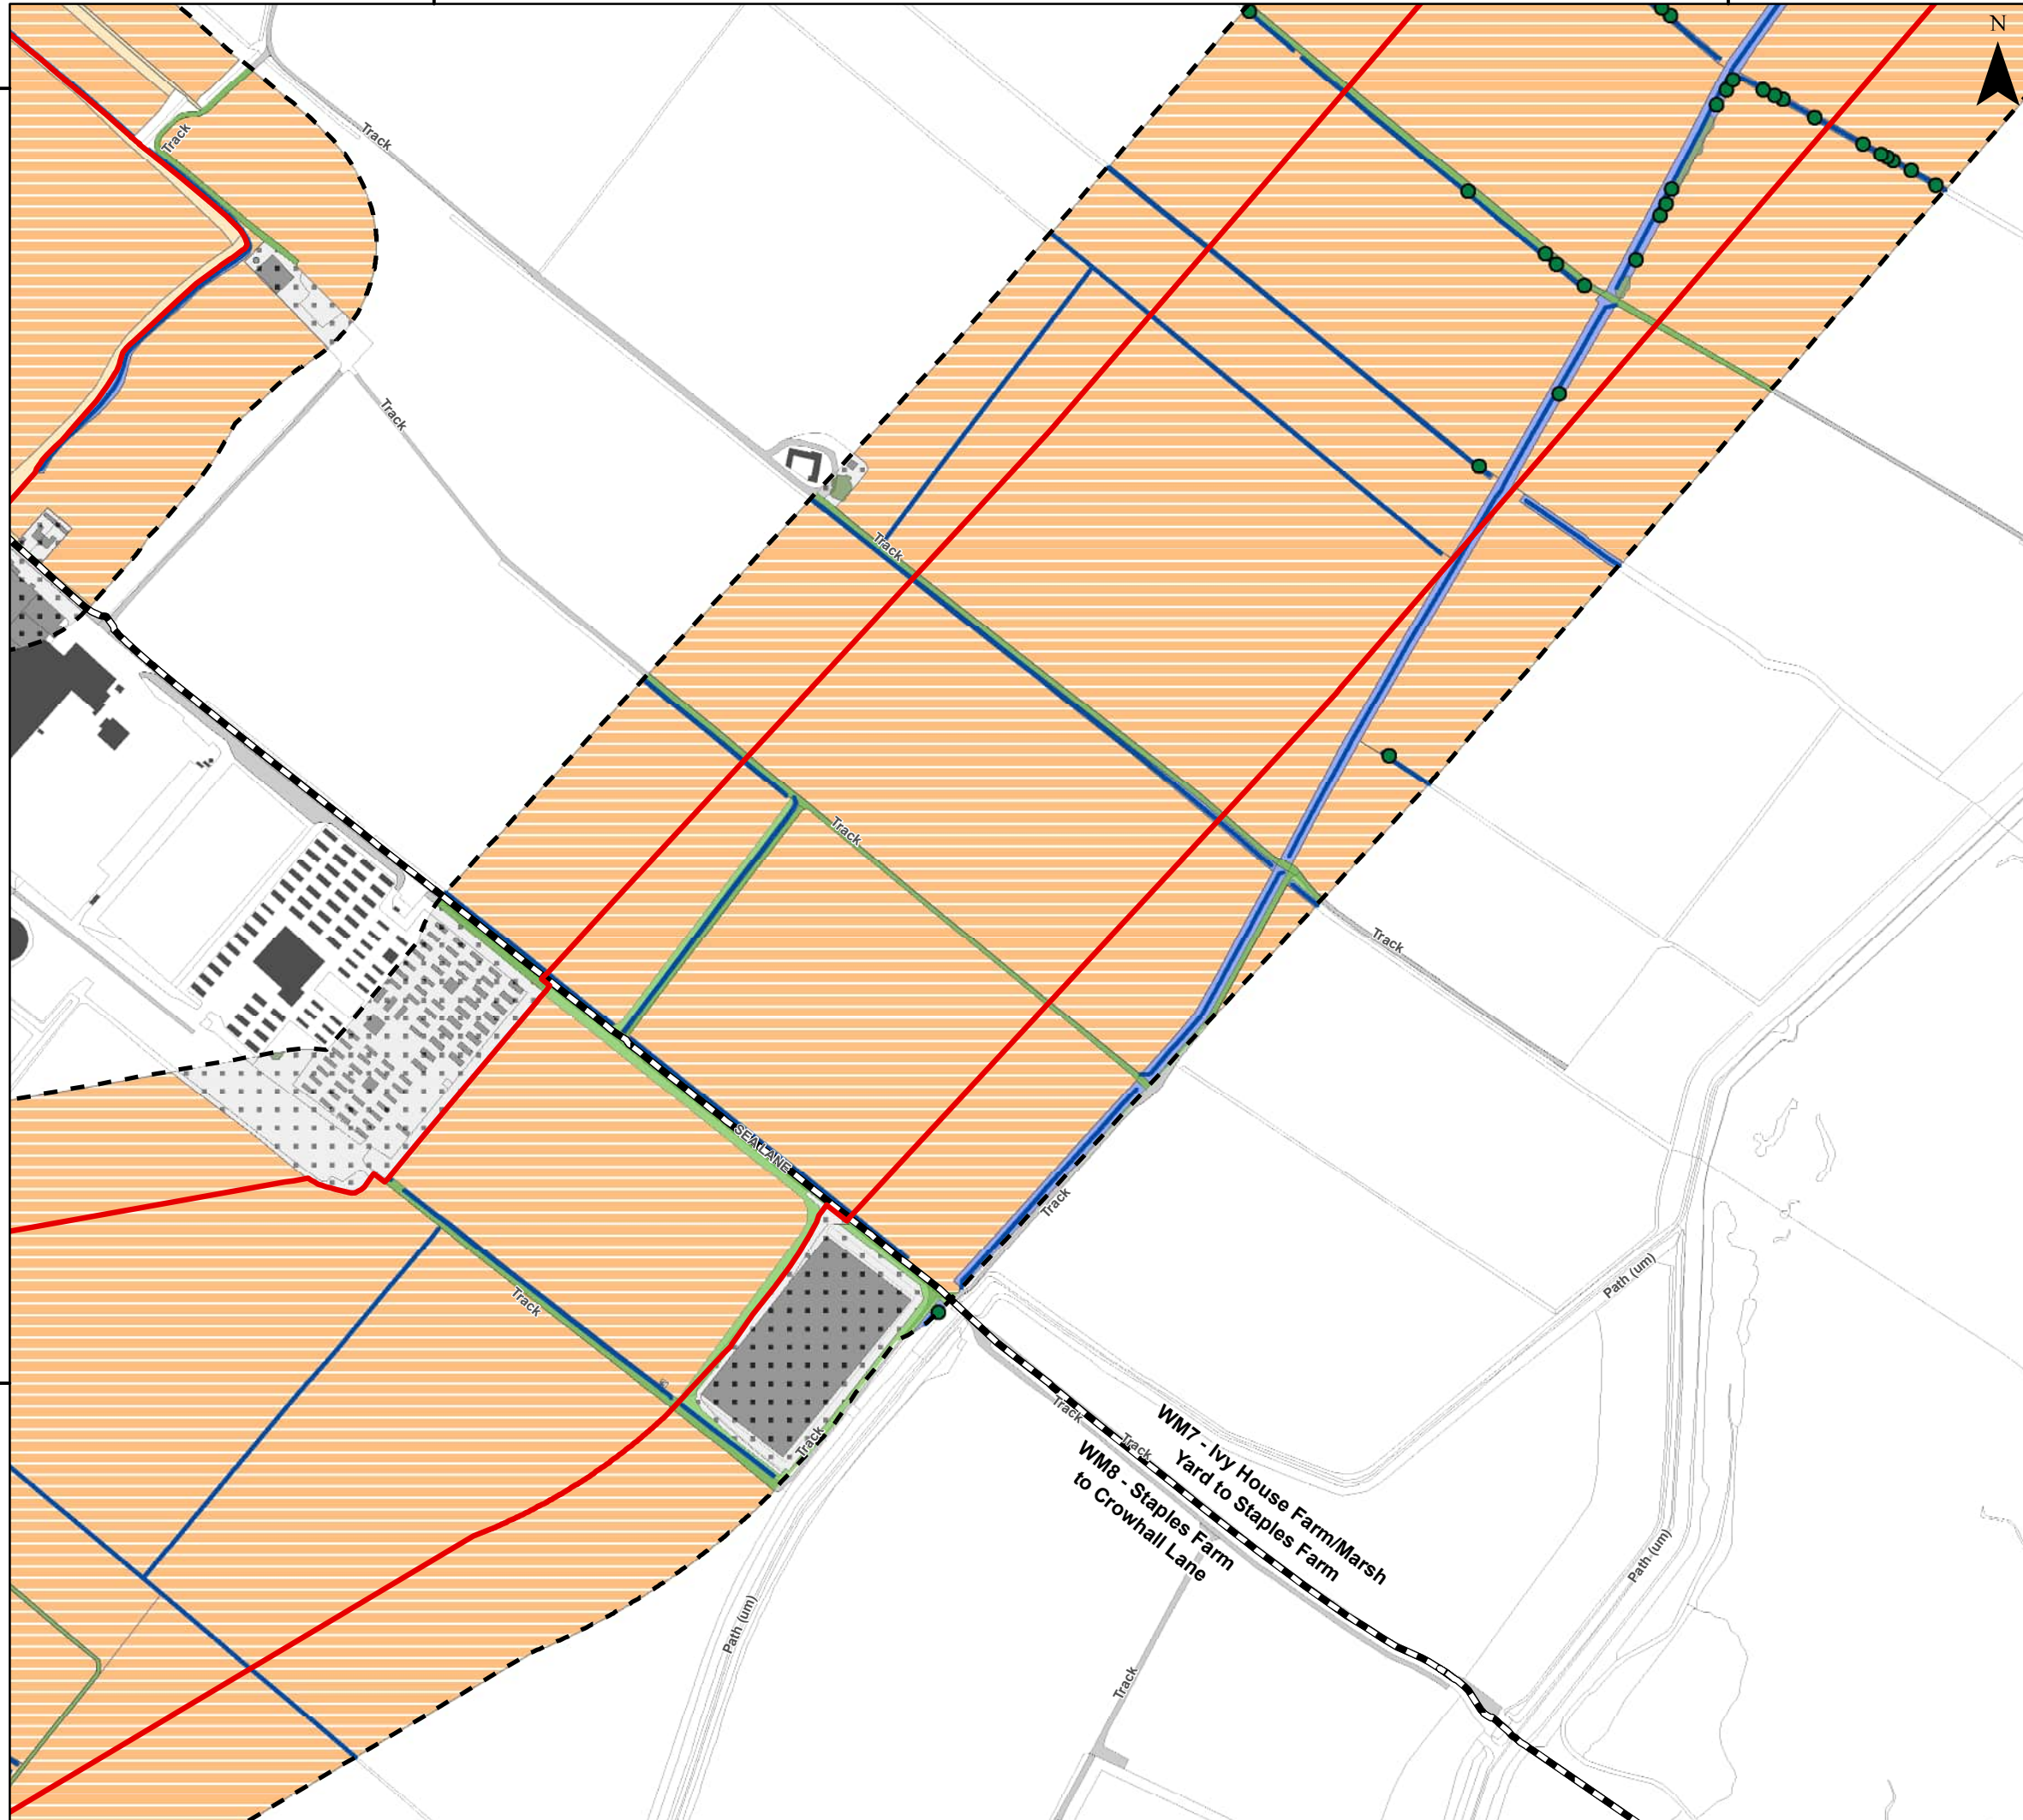 N
Track
Track
Track
Track
Track
Track
SEA LANE
Track
Track
Path (um)
Track
Track
Track
WM7 - Ivy House Farm/Marsh
Yard to Staples Farm
Track
WM8 - Staples Farm
to Crowhall Lane
Path (um)
Path (um)
Track